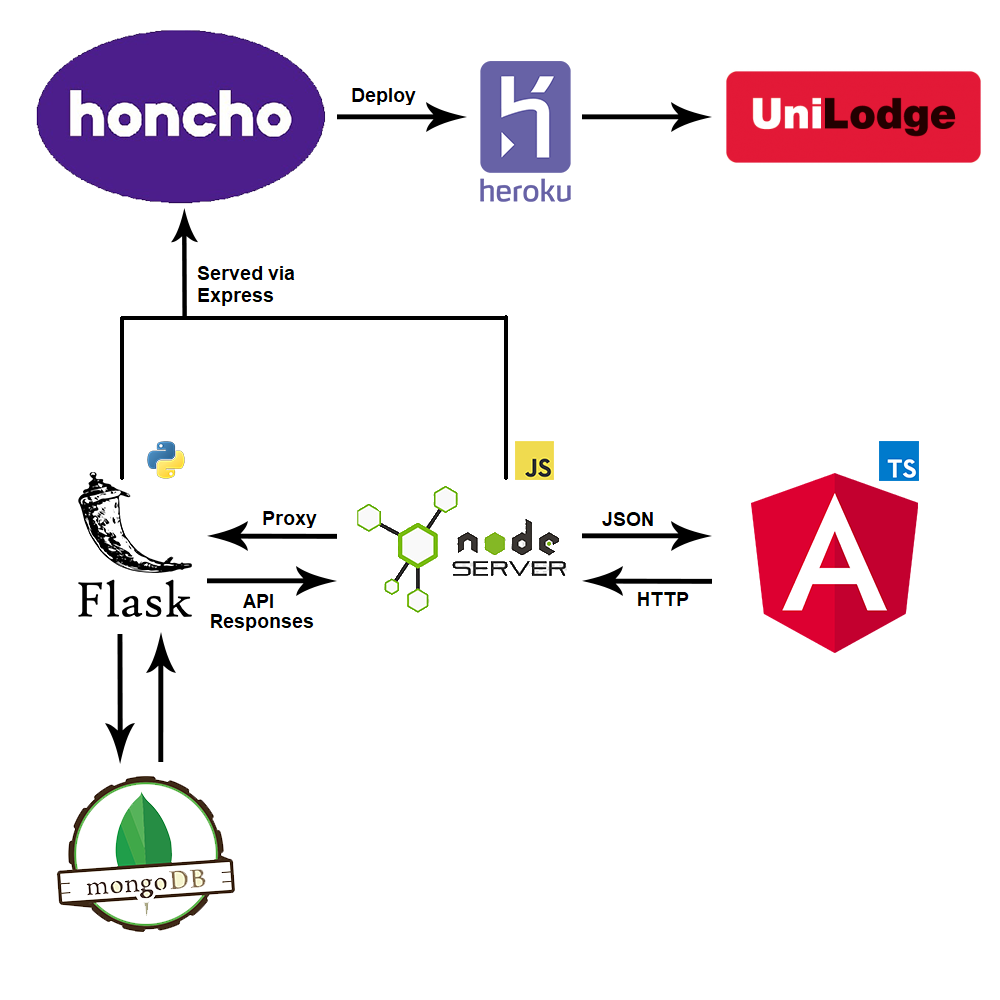 honcho
Deploy
heroku
UniLodge
Served via
Express
JS
TS
Proxy
node
SERVER
JSON
Flask
API
Responses
HTTP
A
mongoDB